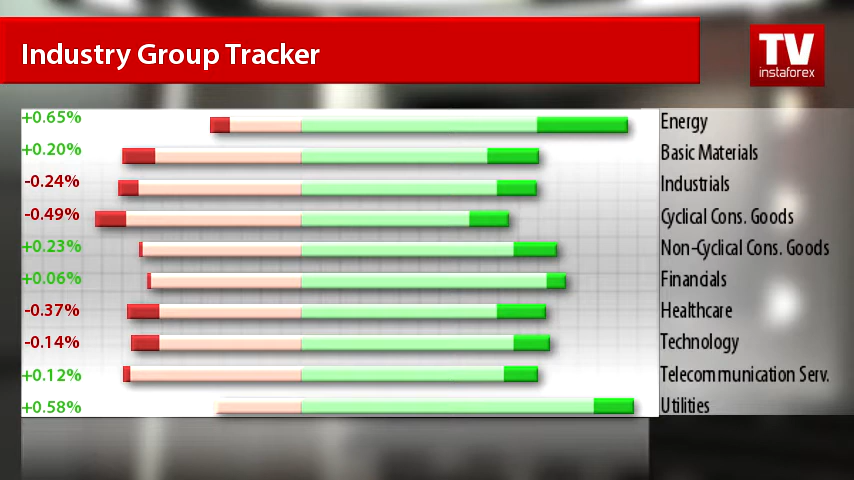 Industry Group Tracker
TV
instaforex
+0.65% Energy
+0.20% Basic Materials
-0.24% Industrials
-0.49% Cyclical Cons. Goods
+0.23% Non-Cyclical Cons. Goods
+0.06% Financials
-0.37% Healthcare
-0.14% Technology
+0.12% Telecommunication Serv.
+0.58% Utilities